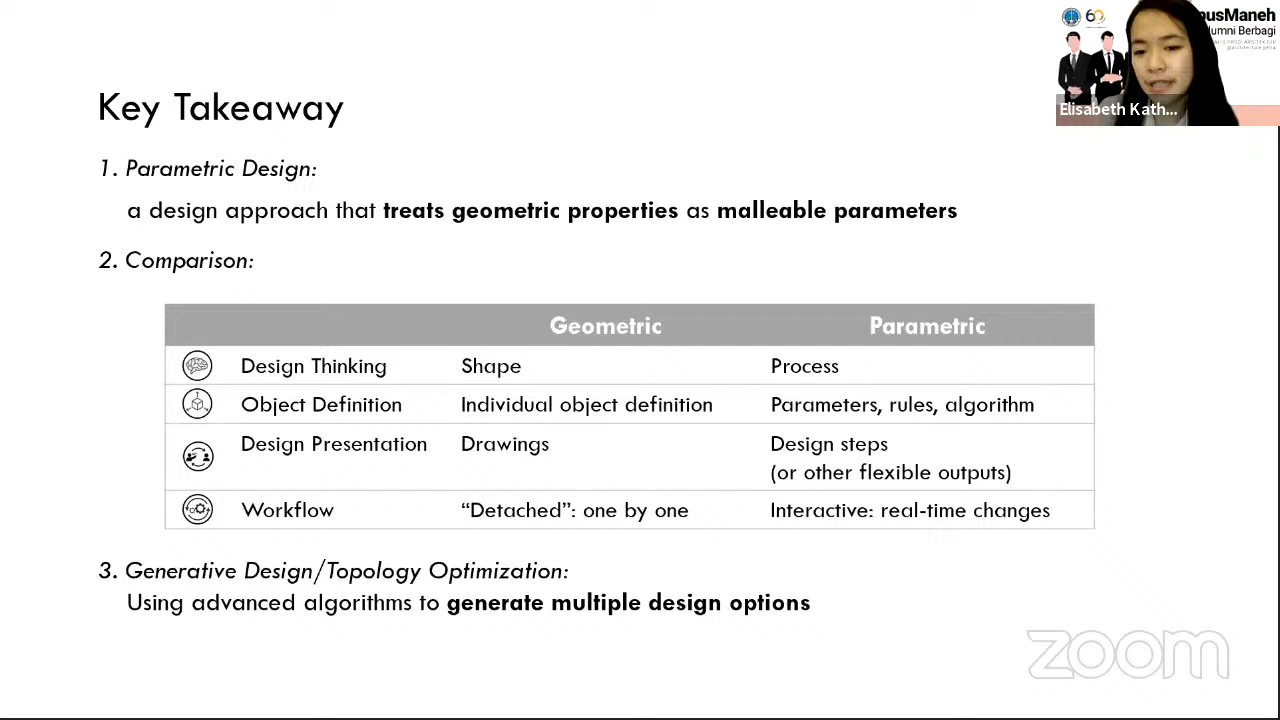 60
pusManeh
lumni Berbagi
Elisabeth Kath...
Key Takeaway
1. Parametric Design:
a design approach that treats geometric properties as malleable parameters
2. Comparison:
Geometric Parametric
Design Thinking Shape Process
Object Definition Individual object definition Parameters, rules, algorithm
Design Presentation Drawings Design steps
(or other flexible outputs)
Workflow “Detached”: one by one Interactive: real-time changes
3. Generative Design/Topology Optimization:
Using advanced algorithms to generate multiple design options
zoom